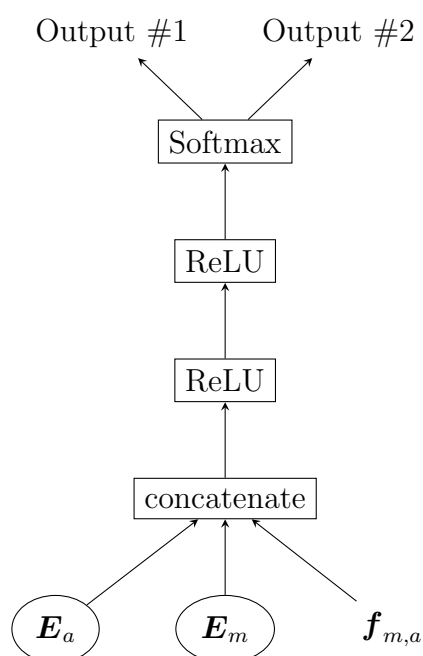 Output #1 Output #2
Softmax
ReLU
ReLU
concatenate
E_a E_m f_{m,a}